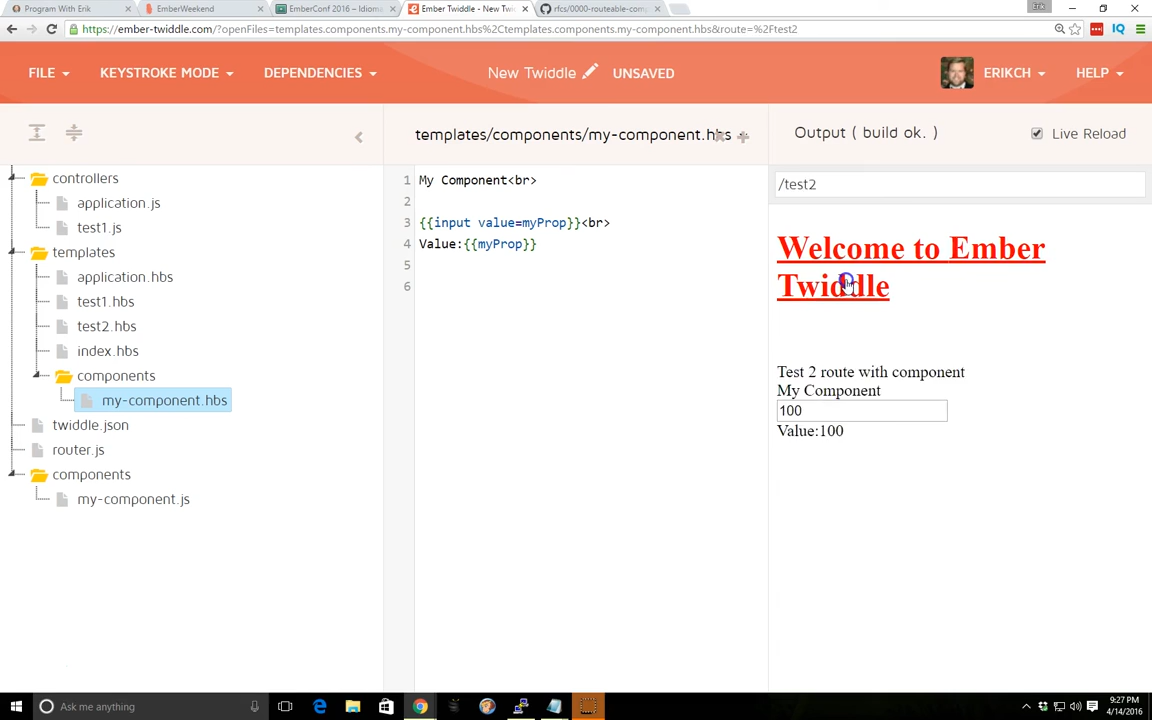 Program With Erik
EmberWeekend
EmberConf 2016 – Idiom
Ember Twiddle - New Twi
rfcs/0000-routeable-com
Erik
https://ember-twiddle.com/?openFiles=templates.components.my-component.hbs%2Ctemplates.components.my-component.hbs&route=%2Ftest2
IQ
FILE
KEYSTROKE MODE
DEPENDENCIES
New Twiddle
UNSAVED
ERIKCH
HELP
templates/components/my-component.hbs
Output ( build ok. )
Live Reload
controllers
application.js
test1.js
templates
application.hbs
test1.hbs
test2.hbs
index.hbs
components
my-component.hbs
twiddle.json
router.js
components
my-component.js
1 My Component<br>
2
3 {{input value=myProp}}<br>
4 Value:{{myProp}}
5
6
/test2
Welcome to Ember
Twiddle
Test 2 route with component
My Component
100
Value:100
Ask me anything
9:27 PM
4/14/2016